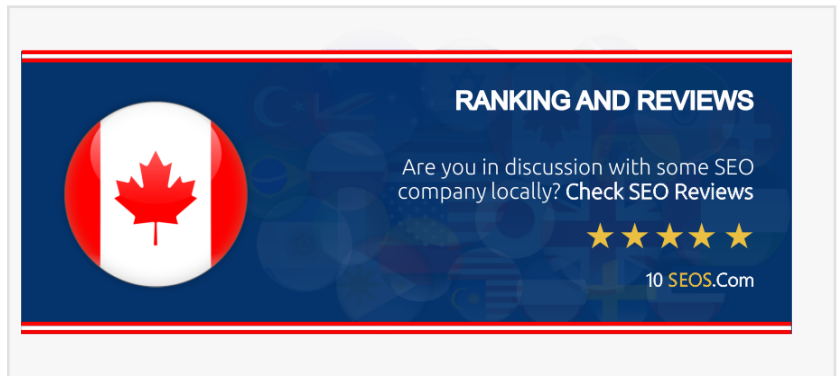 RANKING AND REVIEWS
Are you in discussion with some SEO
company locally? Check SEO Reviews
10 SEOS.Com